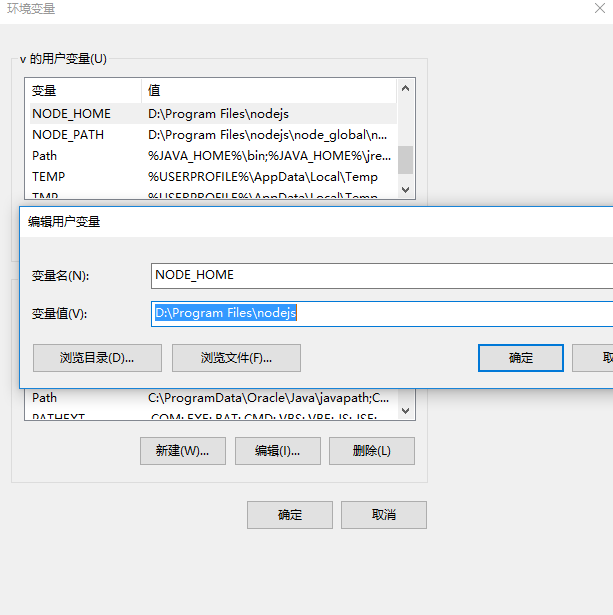 环境变量
v 的用户变量(U)
变量 值
NODE_HOME D:\Program Files\nodejs
NODE_PATH D:\Program Files\nodejs\node_global\n...
Path %JAVA_HOME%\bin;%JAVA_HOME%\jre...
TEMP %USERPROFILE%\AppData\Local\Temp
TMP %USERPROFILE%\AppData\Local\Temp
编辑用户变量
变量名(N): NODE_HOME
变量值(V): D:\Program Files\nodejs
浏览目录(D)... 浏览文件(F)... 确定
Path C:\ProgramData\Oracle\Java\javapath;C...
PATHEXT .COM;.EXE;.BAT;.CMD;.VBS;.VBE;.JS;.JSE;
新建(W)... 编辑(I)... 删除(L)
确定 取消